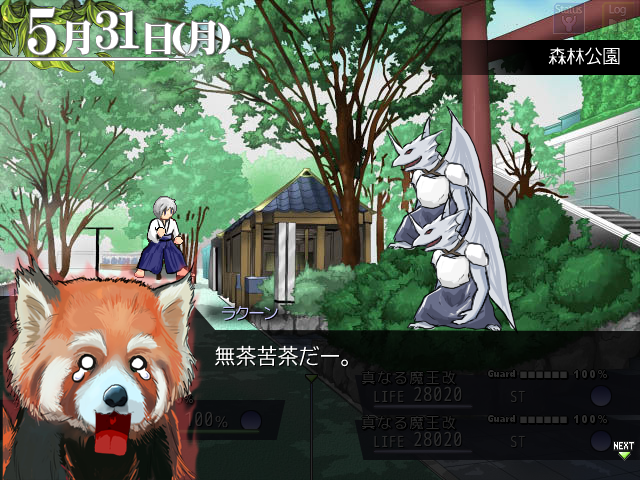 5月31日(月)
Status
Log
森林公園
ラクーン
無茶苦茶だー。
真なる魔王改
Guard 100%
LIFE 28020 ST
真なる魔王改
Guard 100%
LIFE 28020 ST
100%
NEXT